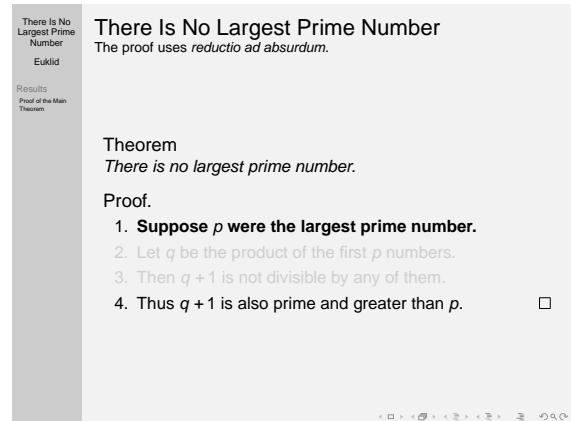 There Is No
Largest Prime
Number
Euklid
Results
Proof of the Main
Theorem
There Is No Largest Prime Number
The proof uses reductio ad absurdum.
Theorem
There is no largest prime number.
Proof.
1. Suppose p were the largest prime number.
2. Let q be the product of the first p numbers.
3. Then q + 1 is not divisible by any of them.
4. Thus q + 1 is also prime and greater than p.